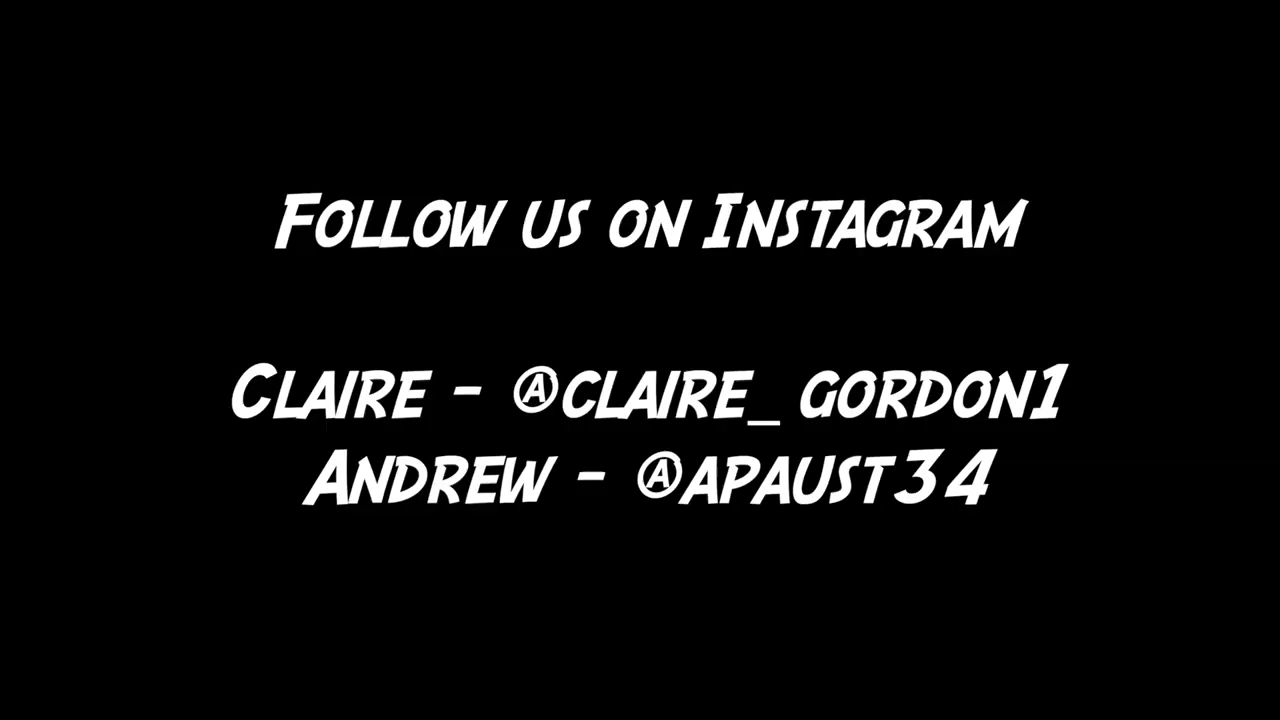 Follow us on Instagram
Claire - @claire_gordon1
Andrew - @apaust34